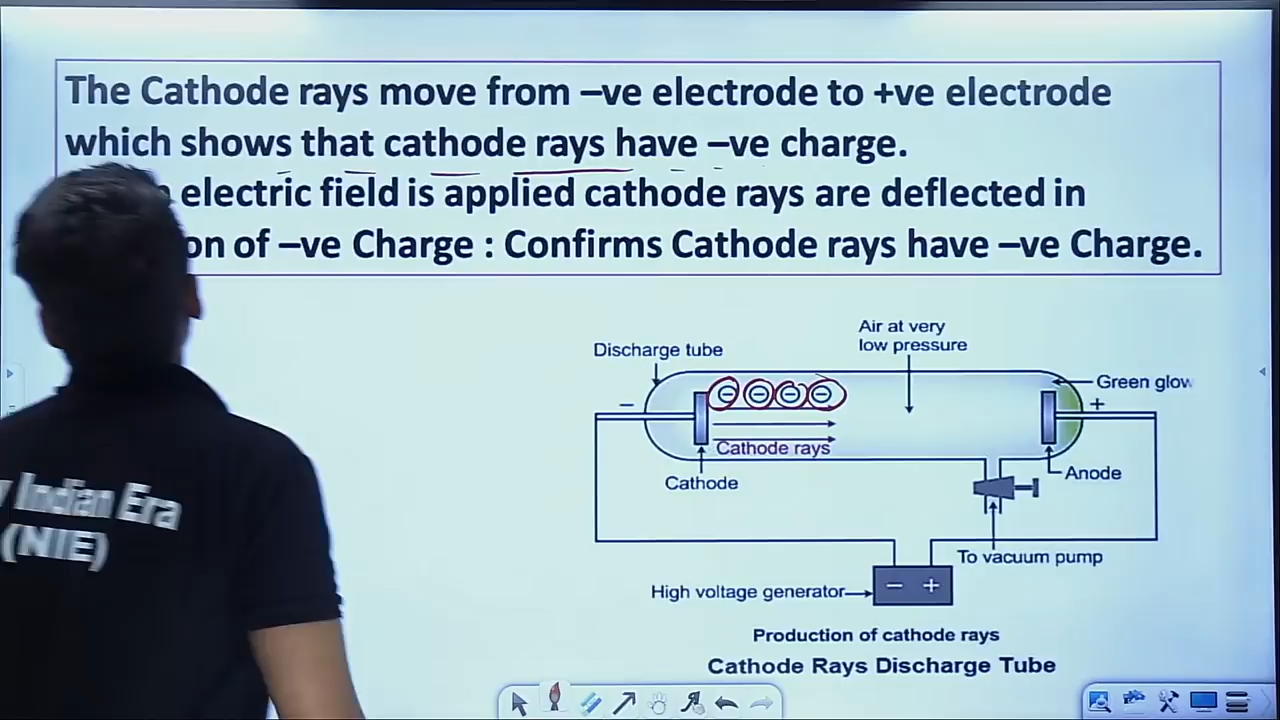 The Cathode rays move from –ve electrode to +ve electrode
which shows that cathode rays have –ve charge.
electric field is applied cathode rays are deflected in
of –ve Charge : Confirms Cathode rays have –ve Charge.
Air at very
low pressure
Discharge tube
Green glow
– +
Cathode rays
Cathode
Anode
To vacuum pump
High voltage generator
– +
Production of cathode rays
Cathode Rays Discharge Tube
Indian Era
(NIE)